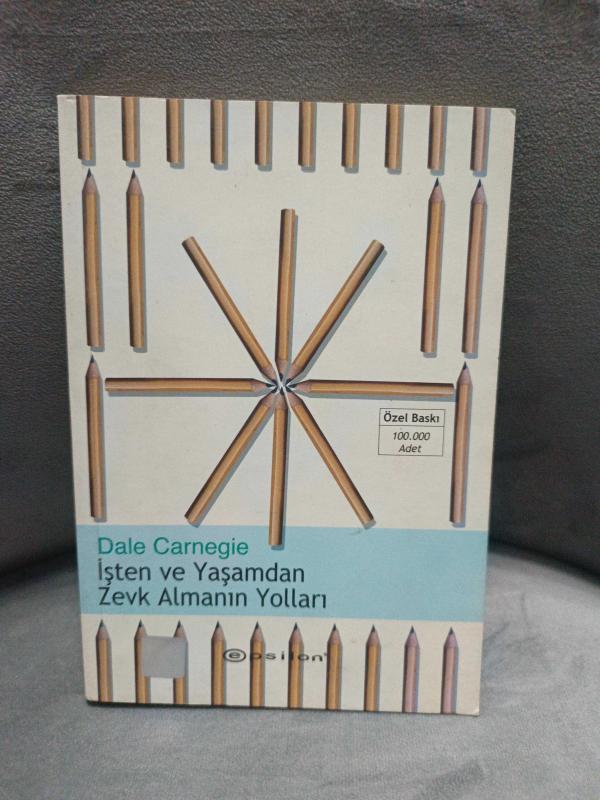 Özel Baskı
100.000
Adet
Dale Carnegie
İşten ve Yaşamdan
Zevk Almanın Yolları
epsilon